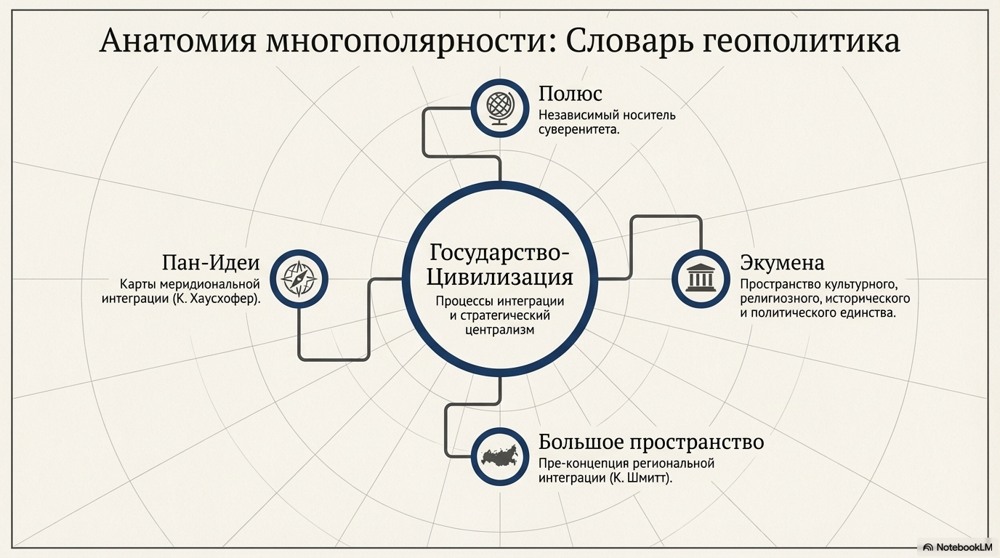 Анатомия многополярности: Словарь геополитика
Полюс
Независимый носитель
суверенитета.
Пан-Идеи
Карты меридиональной
интеграции (К. Хаусхофер).
Государство-
Цивилизация
Процессы интеграции
и стратегический
централизм
Экумена
Пространство культурного,
религиозного, исторического
и политического единства.
Большое пространство
Пре-концепция региональной
интеграции (К. Шмитт).
NotebookLM